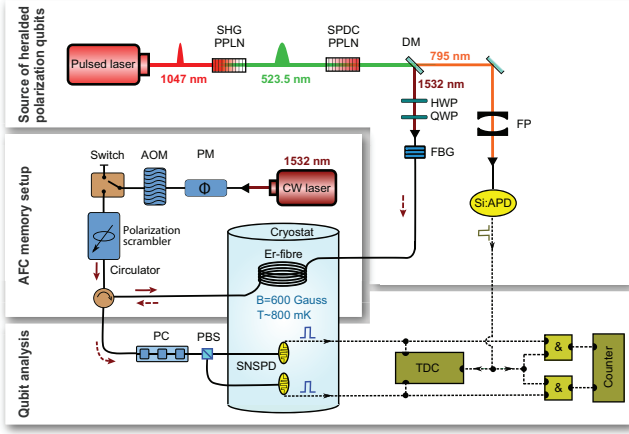 Source of heralded
polarization qubits
Pulsed laser
1047 nm
SHG
PPLN
523.5 nm
SPDC
PPLN
DM
795 nm
1532 nm
HWP
QWP
FBG
FP
Si:APD
AFC memory setup
Switch
AOM
PM
Φ
1532 nm
CW laser
Polarization
scrambler
Circulator
Cryostat
Er-fibre
B=600 Gauss
T~800 mK
Qubit analysis
PC
PBS
SNSPD
TDC
&
&
Counter